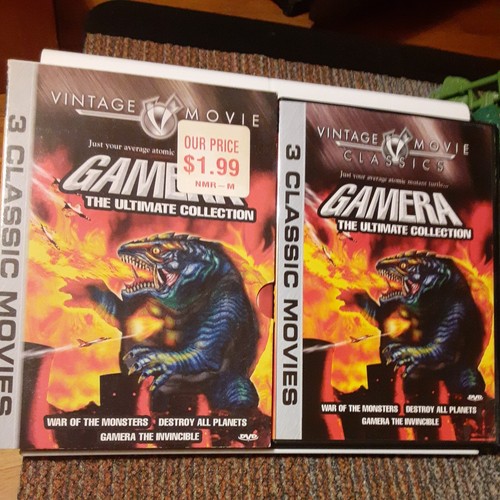 3 CLASSIC MOVIES
VINTAGE MOVIE
Just your average atomic
GAMERA
THE ULTIMATE COLLECTION
OUR PRICE
$1.99
NMR-M
WAR OF THE MONSTERS DESTROY ALL PLANETS
GAMERA THE INVINCIBLE
DVD
3 CLASSIC MOVIES
VINTAGE MOVIE
CLASSICS
Just your average atomic mutant turtle...
GAMERA
THE ULTIMATE COLLECTION
WAR OF THE MONSTERS DESTROY ALL PLANETS
GAMERA THE INVINCIBLE
DVD